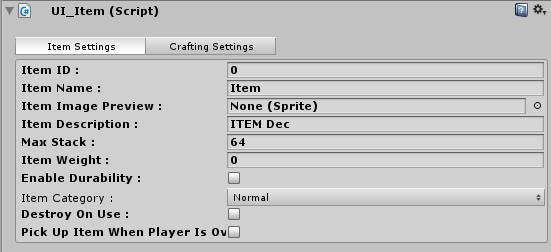 UI_Item (Script)
Item Settings Crafting Settings
Item ID : 0
Item Name : Item
Item Image Preview : None (Sprite)
Item Description : ITEM Dec
Max Stack : 64
Item Weight : 0
Enable Durability :
Item Category : Normal
Destroy On Use :
Pick Up Item When Player Is Ov